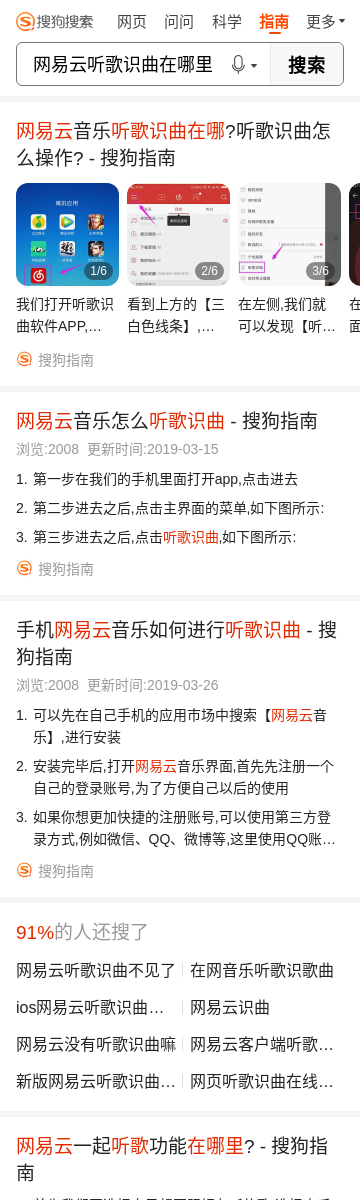 搜狗搜索 网页 问问 科学 指南 更多
网易云听歌识曲在哪里 搜索
网易云音乐听歌识曲在哪?听歌识曲怎
么操作? - 搜狗指南
腾讯应用
1/6 2/6 3/6
我们打开听歌识
曲软件APP,…
看到上方的【三
白色线条】,…
在左侧,我们就
可以发现【听…
搜狗指南
网易云音乐怎么听歌识曲 - 搜狗指南
浏览:2008 更新时间:2019-03-15
1. 第一步在我们的手机里面打开app,点击进去
2. 第二步进去之后,点击主界面的菜单,如下图所示:
3. 第三步进去之后,点击听歌识曲,如下图所示:
搜狗指南
手机网易云音乐如何进行听歌识曲 - 搜
狗指南
浏览:2008 更新时间:2019-03-26
1. 可以先在自己手机的应用市场中搜索【网易云音
乐】,进行安装
2. 安装完毕后,打开网易云音乐界面,首先先注册一个
自己的登录账号,为了方便自己以后的使用
3. 如果你想更加快捷的注册账号,可以使用第三方登
录方式,例如微信、QQ、微博等,这里使用QQ账…
搜狗指南
91%的人还搜了
网易云听歌识曲不见了 在网音乐听歌识歌曲
ios网易云听歌识曲… 网易云识曲
网易云没有听歌识曲嘛 网易云客户端听歌…
新版网易云听歌识曲… 网页听歌识曲在线…
网易云一起听歌功能在哪里? - 搜狗指
南